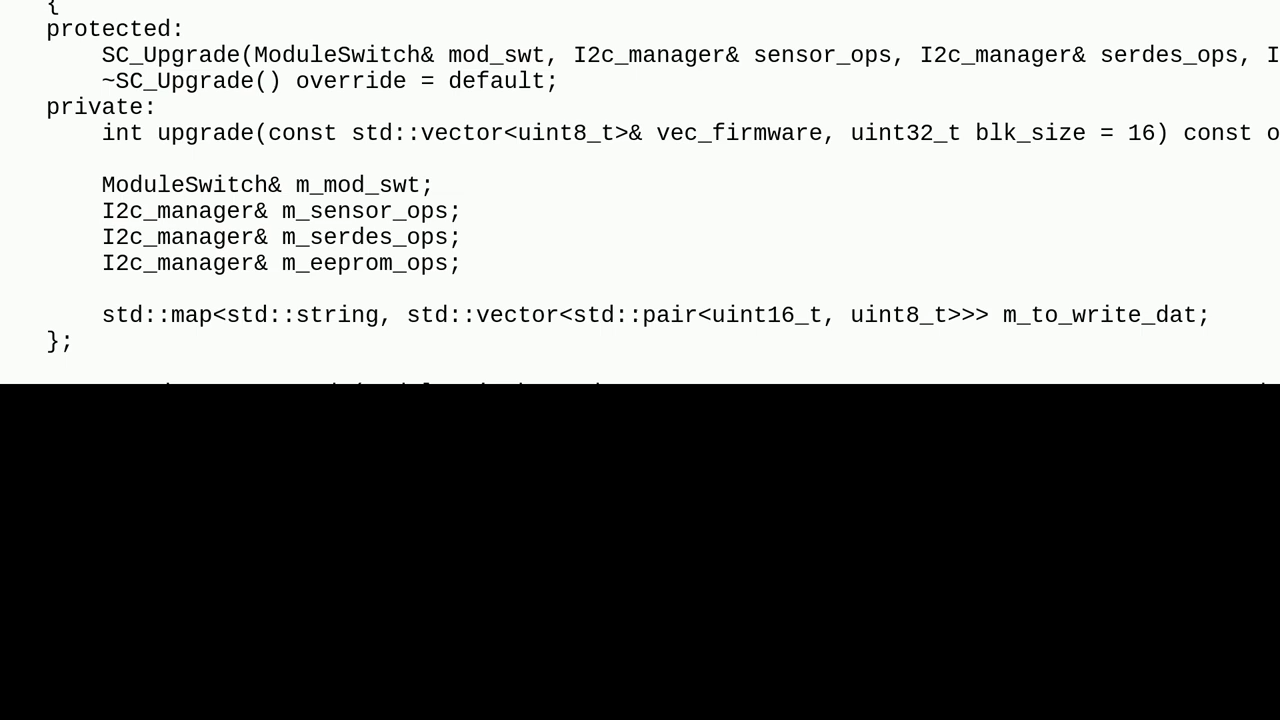 {
protected:
    SC_Upgrade(ModuleSwitch& mod_swt, I2c_manager& sensor_ops, I2c_manager& serdes_ops, I
    ~SC_Upgrade() override = default;
private:
    int upgrade(const std::vector<uint8_t>& vec_firmware, uint32_t blk_size = 16) const o
    ModuleSwitch& m_mod_swt;
    I2c_manager& m_sensor_ops;
    I2c_manager& m_serdes_ops;
    I2c_manager& m_eeprom_ops;
    std::map<std::string, std::vector<std::pair<uint16_t, uint8_t>>> m_to_write_dat;
};